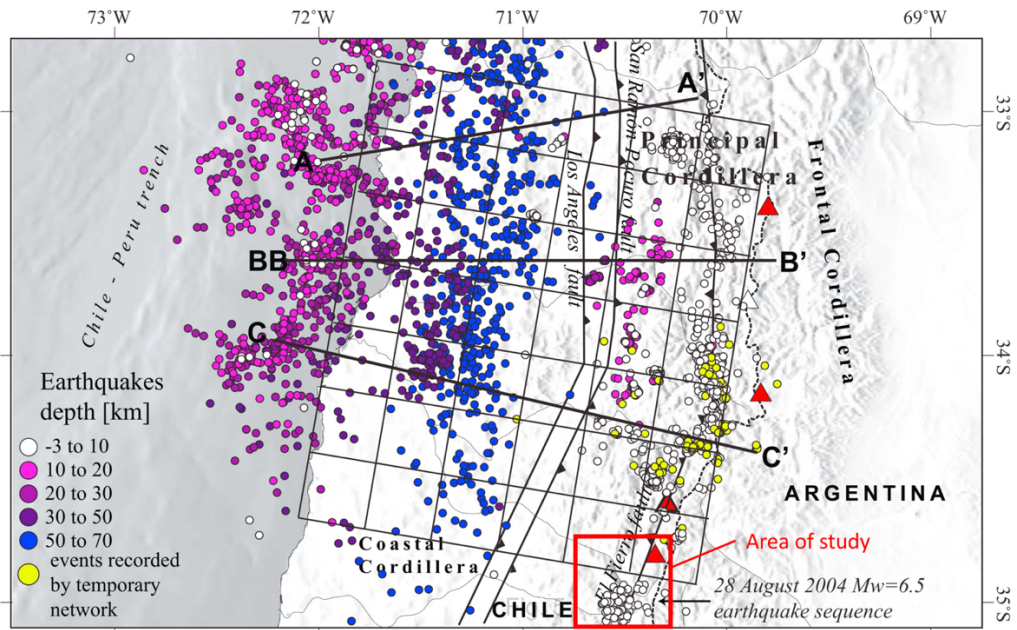 73°W
72°W
71°W
70°W
69°W
33°S
34°S
35°S
A
A'
BB
B'
C
C'
Chile - Peru trench
San Ramón Pocuro fault
Los Angeles fault
El Fierro fault
Principal
Cordillera
Frontal Cordillera
ARGENTINA
CHILE
Coastal
Cordillera
Earthquakes
depth [km]
-3 to 10
10 to 20
20 to 30
30 to 50
50 to 70
events recorded
by temporary
network
Area of study
28 August 2004 Mw=6.5
earthquake sequence